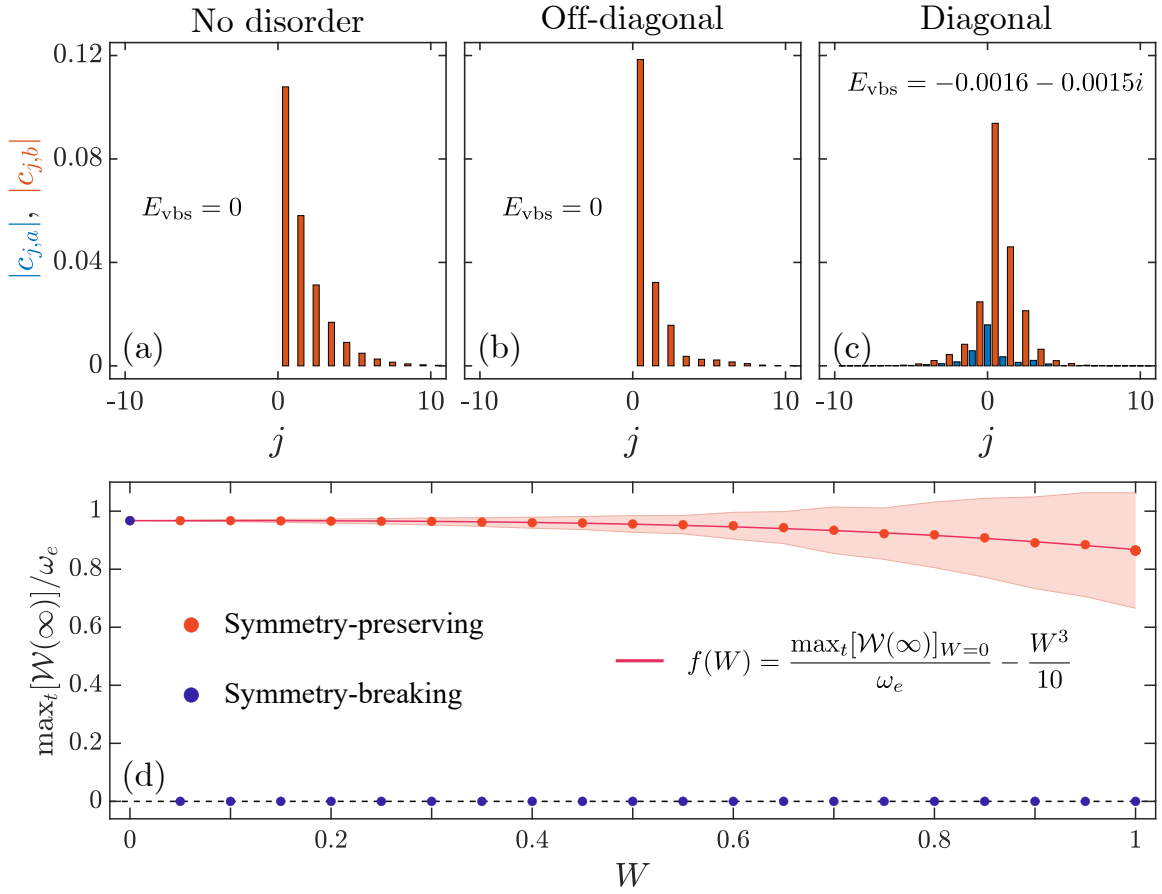 No disorder
Off-diagonal
Diagonal
|c_{j,a}|, |c_{j,b}|
0.12
0.08
0.04
0
E_vbs = 0
(a)
-10
0
10
j
E_vbs = 0
(b)
-10
0
10
j
E_vbs = −0.0016 − 0.0015i
(c)
-10
0
10
j
max_t[𝒲(∞)]/ω_e
1
0.8
0.6
0.4
0.2
0
Symmetry-preserving
Symmetry-breaking
f(W) = max_t[𝒲(∞)]_{W=0}/ω_e − W^3/10
(d)
0
0.2
0.4
0.6
0.8
1
W